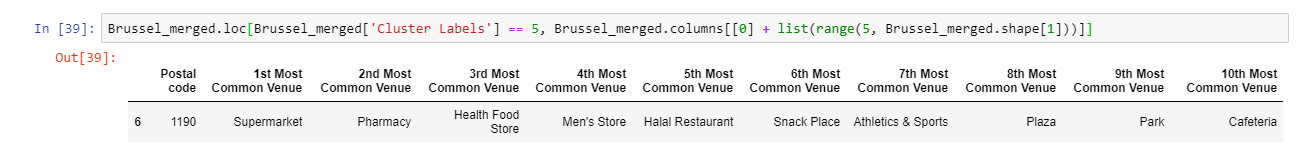 In [39]: Brussel_merged.loc[Brussel_merged['Cluster Labels'] == 5, Brussel_merged.columns[[0] + list(range(5, Brussel_merged.shape[1]))]]
Out[39]:
Postal code 1st Most Common Venue 2nd Most Common Venue 3rd Most Common Venue 4th Most Common Venue 5th Most Common Venue 6th Most Common Venue 7th Most Common Venue 8th Most Common Venue 9th Most Common Venue 10th Most Common Venue
6 1190 Supermarket Pharmacy Health Food Store Men's Store Halal Restaurant Snack Place Athletics & Sports Plaza Park Cafeteria